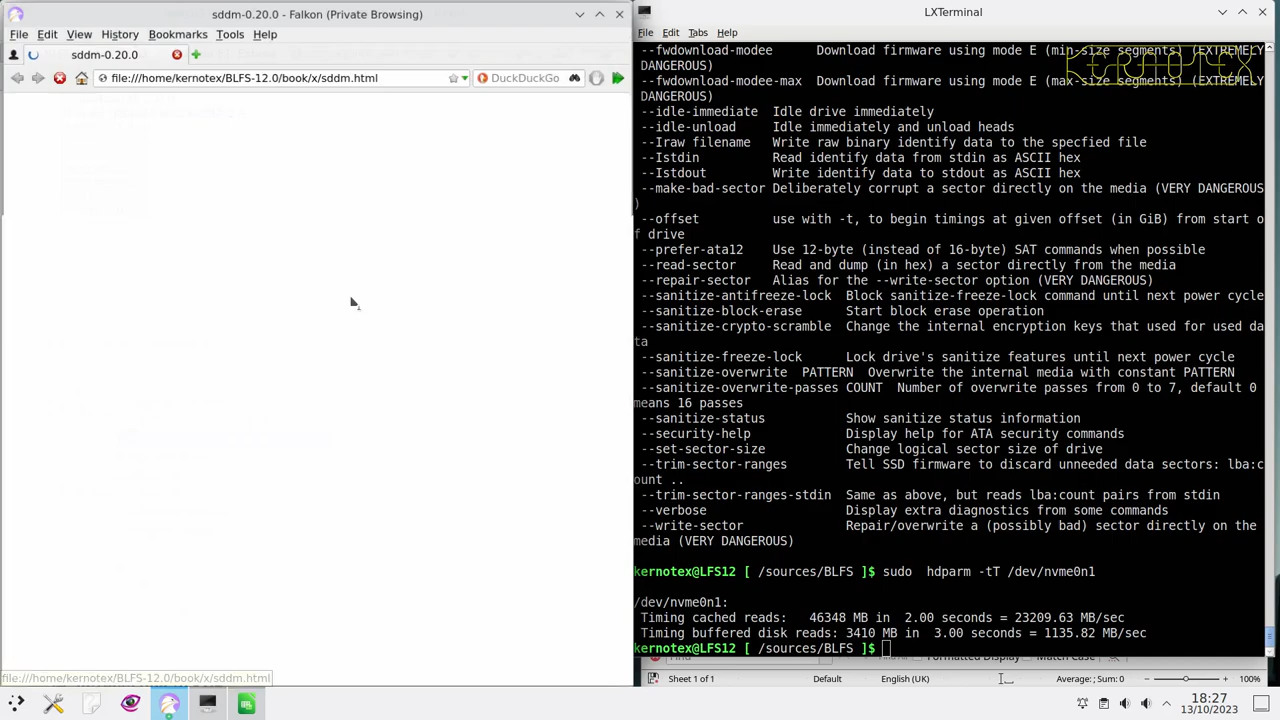 sddm-0.20.0 - Falkon (Private Browsing)
File Edit View History Bookmarks Tools Help
sddm-0.20.0
file:///home/kernotex/BLFS-12.0/book/x/sddm.html
DuckDuckGo
file:///home/kernotex/BLFS-12.0/book/x/sddm.html
LXTerminal
File Edit Tabs Help
--fwdownload-modee Download firmware using mode E (min-size segments) (EXTREMELY
DANGEROUS)
--fwdownload-modee-max Download firmware using mode E (max-size segments) (EXTREMELY
DANGEROUS)
--idle-immediate Idle drive immediately
--idle-unload Idle immediately and unload heads
--Iraw filename Write raw binary identify data to the specfied file
--Istdin Read identify data from stdin as ASCII hex
--Istdout Write identify data to stdout as ASCII hex
--make-bad-sector Deliberately corrupt a sector directly on the media (VERY DANGEROUS
)
--offset use with -t, to begin timings at given offset (in GiB) from start o
f drive
--prefer-ata12 Use 12-byte (instead of 16-byte) SAT commands when possible
--read-sector Read and dump (in hex) a sector directly from the media
--repair-sector Alias for the --write-sector option (VERY DANGEROUS)
--sanitize-antifreeze-lock Block sanitize-freeze-lock command until next power cycle
--sanitize-block-erase Start block erase operation
--sanitize-crypto-scramble Change the internal encryption keys that used for used da
ta
--sanitize-freeze-lock Lock drive's sanitize features until next power cycle
--sanitize-overwrite PATTERN Overwrite the internal media with constant PATTERN
--sanitize-overwrite-passes COUNT Number of overwrite passes from 0 to 7, default 0
means 16 passes
--sanitize-status Show sanitize status information
--security-help Display help for ATA security commands
--set-sector-size Change logical sector size of drive
--trim-sector-ranges Tell SSD firmware to discard unneeded data sectors: lba:c
ount ..
--trim-sector-ranges-stdin Same as above, but reads lba:count pairs from stdin
--verbose Display extra diagnostics from some commands
--write-sector Repair/overwrite a (possibly bad) sector directly on the
media (VERY DANGEROUS)
kernotex@LFS12 [ /sources/BLFS ]$ sudo  hdparm -tT /dev/nvme0n1
/dev/nvme0n1:
Timing cached reads: 46348 MB in 2.00 seconds = 23209.63 MB/sec
Timing buffered disk reads: 3410 MB in 3.00 seconds = 1135.82 MB/sec
kernotex@LFS12 [ /sources/BLFS ]$
KERNOTEX
Find Formatted Display Match Case
Sheet 1 of 1 Default English (UK) Average: ; Sum: 0 100%
18:27
13/10/2023